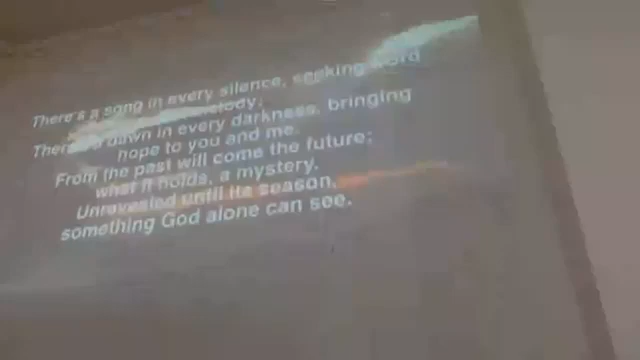 There's a song in every silence, seeking word
melody;
There's a dawn in every darkness, bringing
hope to you and me.
From the past will come the future;
what it holds, a mystery,
Unrevealed until its season,
something God alone can see.